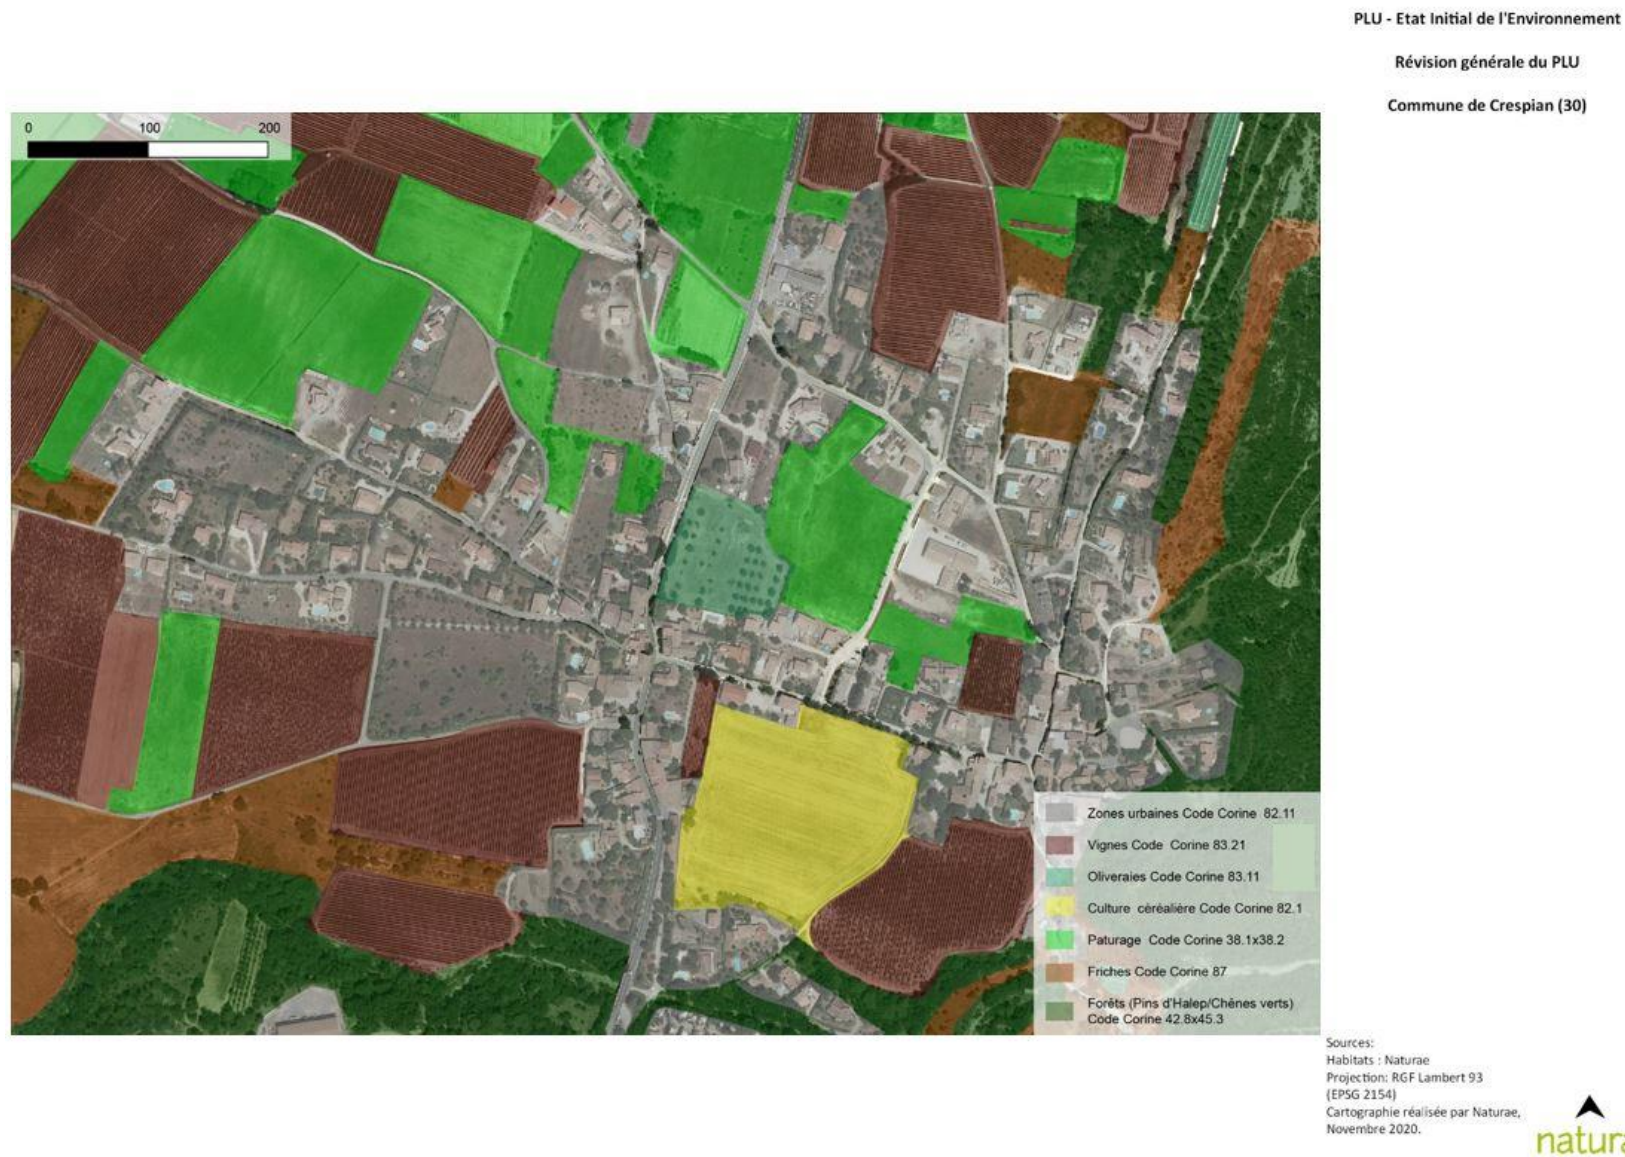 PLU - Etat Initial de l'Environnement
Révision générale du PLU
Commune de Crespian (30)
0 100 200
Zones urbaines Code Corine 82.11
Vignes Code Corine 83.21
Oliveraies Code Corine 83.11
Culture céréalière Code Corine 82.1
Paturage Code Corine 38.1x38.2
Friches Code Corine 87
Forêts (Pins d'Halep/Chênes verts)
Code Corine 42.8x45.3
Sources:
Habitats : Naturae
Projection: RGF Lambert 93
(EPSG 2154)
Cartographie réalisée par Naturae,
Novembre 2020.
natura